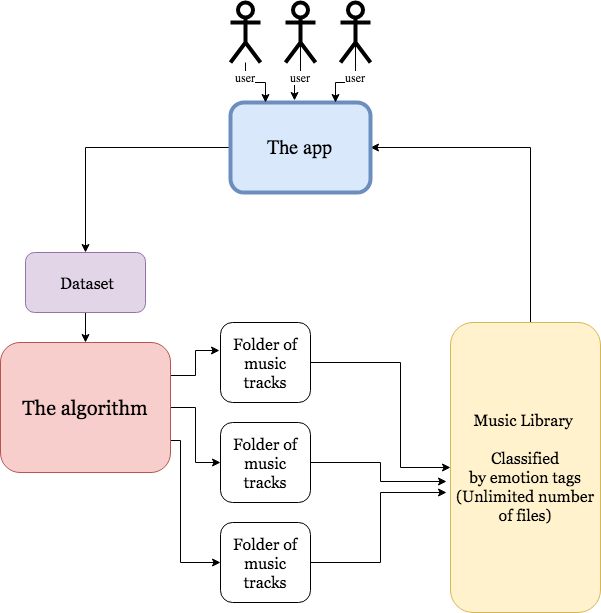 user
user
user
The app
Dataset
The algorithm
Folder of
music
tracks
Folder of
music
tracks
Folder of
music
tracks
Music Library
Classified
by emotion tags
(Unlimited number
of files)